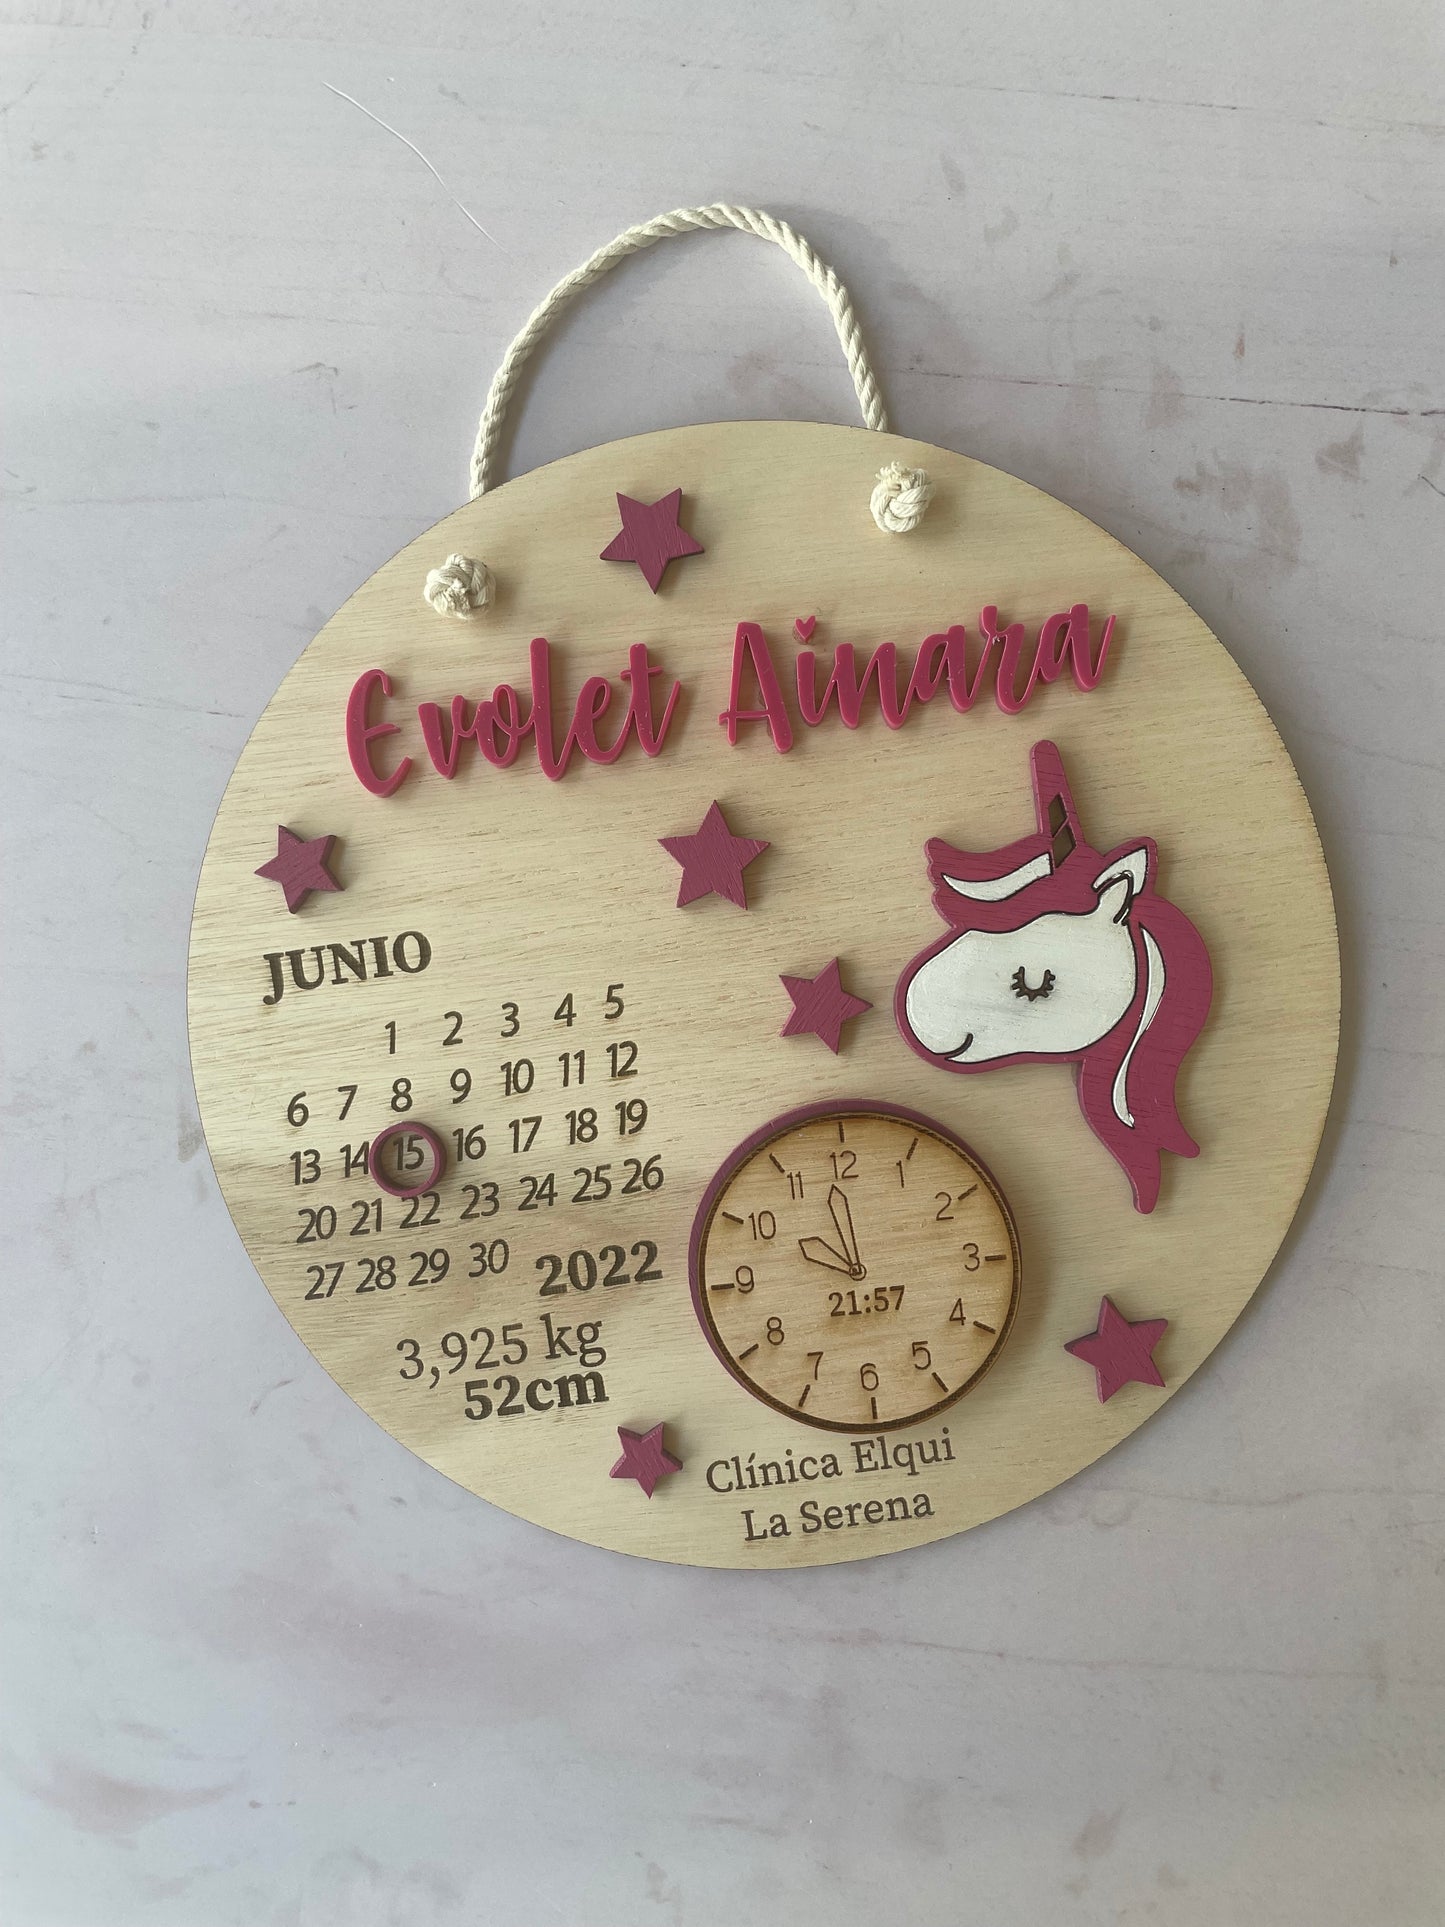 Evolet Ainara
JUNIO
1 2 3 4 5
6 7 8 9 10 11 12
13 14 15 16 17 18 19
20 21 22 23 24 25 26
27 28 29 30
2022
3,925 kg
52cm
12
11 1
10 2
9 3
21:57
8 4
7 5
6
Clínica Elqui
La Serena